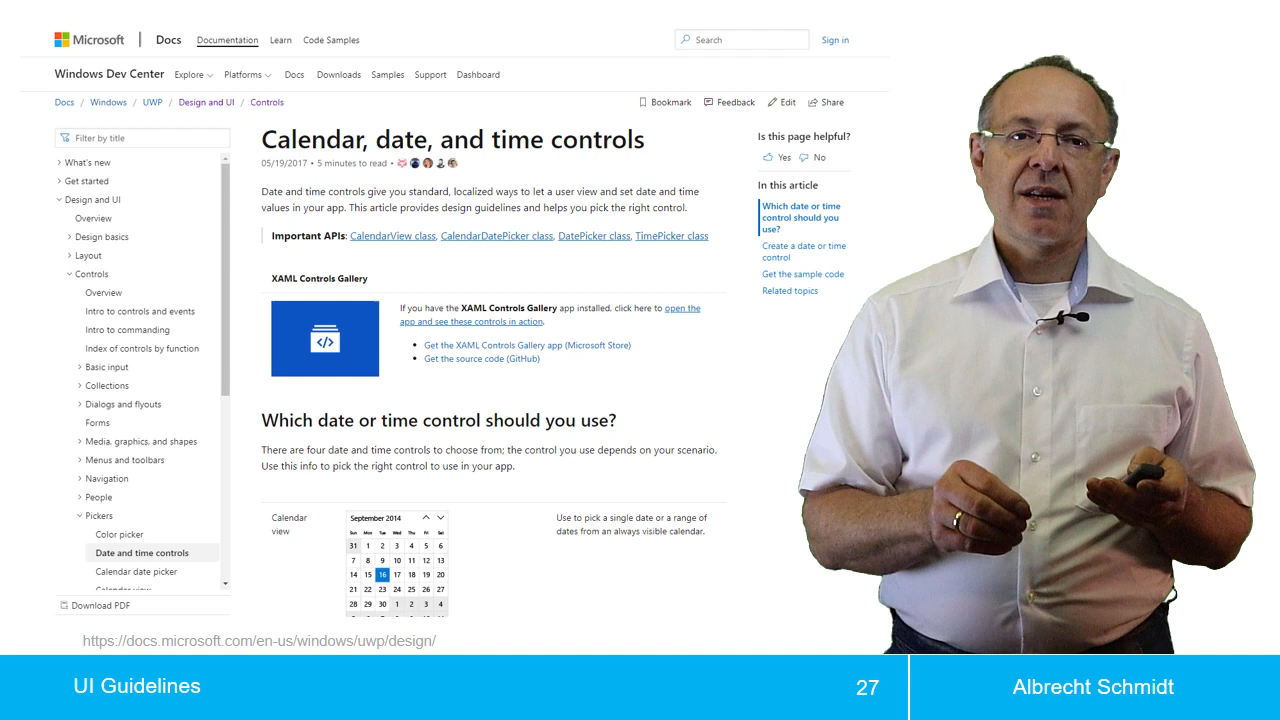 Microsoft | Docs Documentation Learn Code Samples Search Sign in
Windows Dev Center Explore Platforms Docs Downloads Samples Support Dashboard
Docs / Windows / UWP / Design and UI / Controls Bookmark Feedback Edit Share
Filter by title
What's new
Get started
Design and UI
Overview
Design basics
Layout
Controls
Overview
Intro to controls and events
Intro to commanding
Index of controls by function
Basic input
Collections
Dialogs and flyouts
Forms
Media, graphics, and shapes
Menus and toolbars
Navigation
People
Pickers
Color picker
Date and time controls
Calendar date picker
Calendar view
Download PDF
Calendar, date, and time controls
05/19/2017 • 5 minutes to read •
Date and time controls give you standard, localized ways to let a user view and set date and time
values in your app. This article provides design guidelines and helps you pick the right control.
Important APIs: CalendarView class, CalendarDatePicker class, DatePicker class, TimePicker class
XAML Controls Gallery
</>
If you have the XAML Controls Gallery app installed, click here to open the
app and see these controls in action.
• Get the XAML Controls Gallery app (Microsoft Store)
• Get the source code (GitHub)
Which date or time control should you use?
There are four date and time controls to choose from; the control you use depends on your scenario.
Use this info to pick the right control to use in your app.
Calendar
view
September 2014
Sun Mon Tue Wed Thu Fri Sat
31 1 2 3 4 5 6
7 8 9 10 11 12 13
14 15 16 17 18 19 20
21 22 23 24 25 26 27
28 29 30 1 2 3 4
Use to pick a single date or a range of
dates from an always visible calendar.
Is this page helpful?
Yes No
In this article
Which date or time
control should you
use?
Create a date or time
control
Get the sample code
Related topics
https://docs.microsoft.com/en-us/windows/uwp/design/
UI Guidelines 27 Albrecht Schmidt